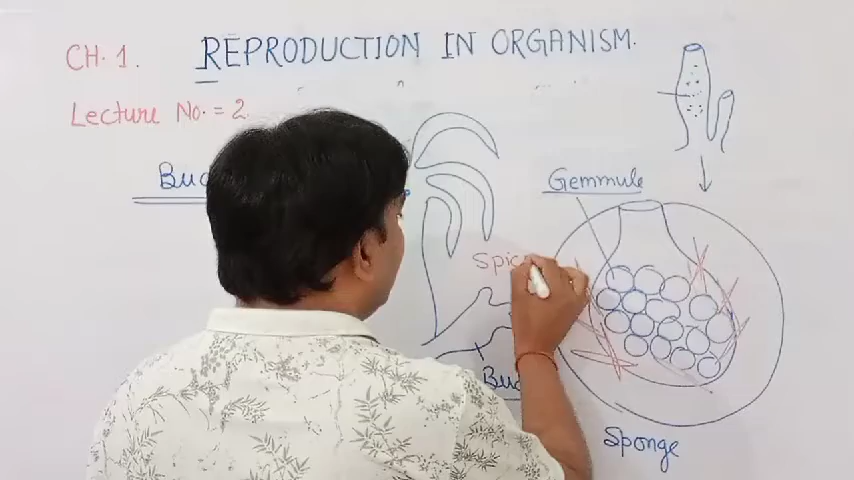 CH. 1. REPRODUCTION IN ORGANISM.
Lecture No. = 2
Gemmule
Sponge